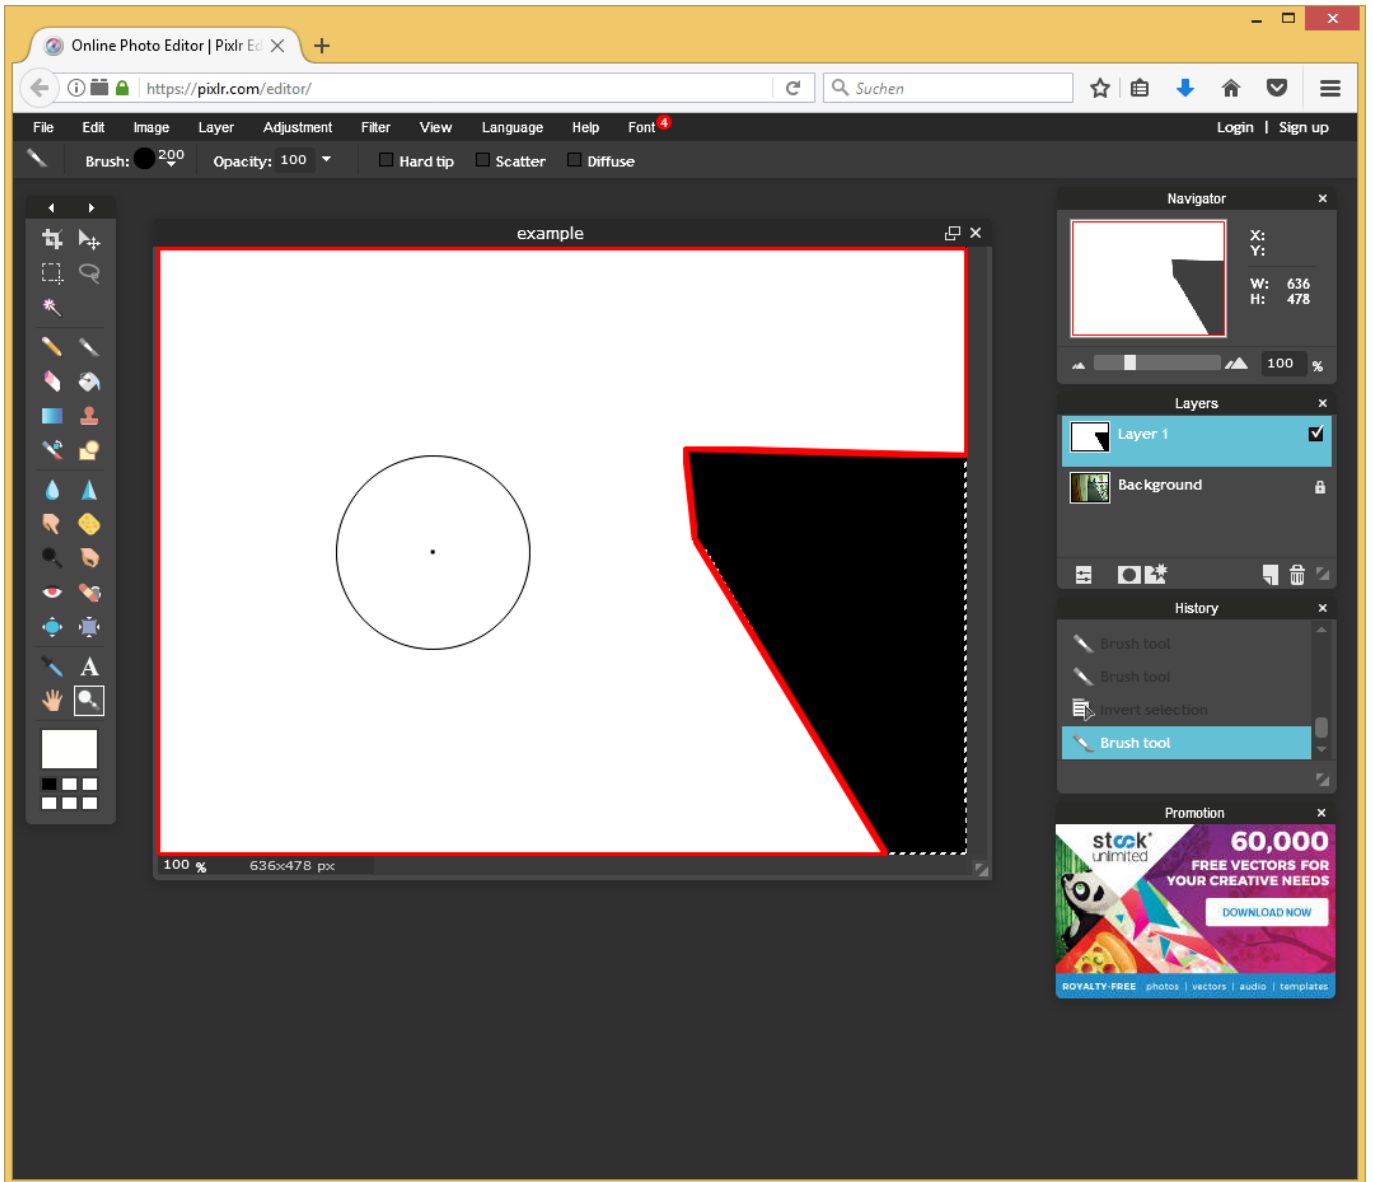 Online Photo Editor | Pixlr Ed
https://pixlr.com/editor/
Suchen
File Edit Image Layer Adjustment Filter View Language Help Font 4 Login | Sign up
Brush: 200 Opacity: 100 Hard tip Scatter Diffuse
example
100 % 636x478 px
A
Navigator
X:
Y:
W: 636
H: 478
100 %
Layers
Layer 1
Background
History
Brush tool
Brush tool
Invert selection
Brush tool
Promotion
stock
unlimited
60,000
FREE VECTORS FOR
YOUR CREATIVE NEEDS
DOWNLOAD NOW
ROYALTY-FREE photos | vectors | audio | templates